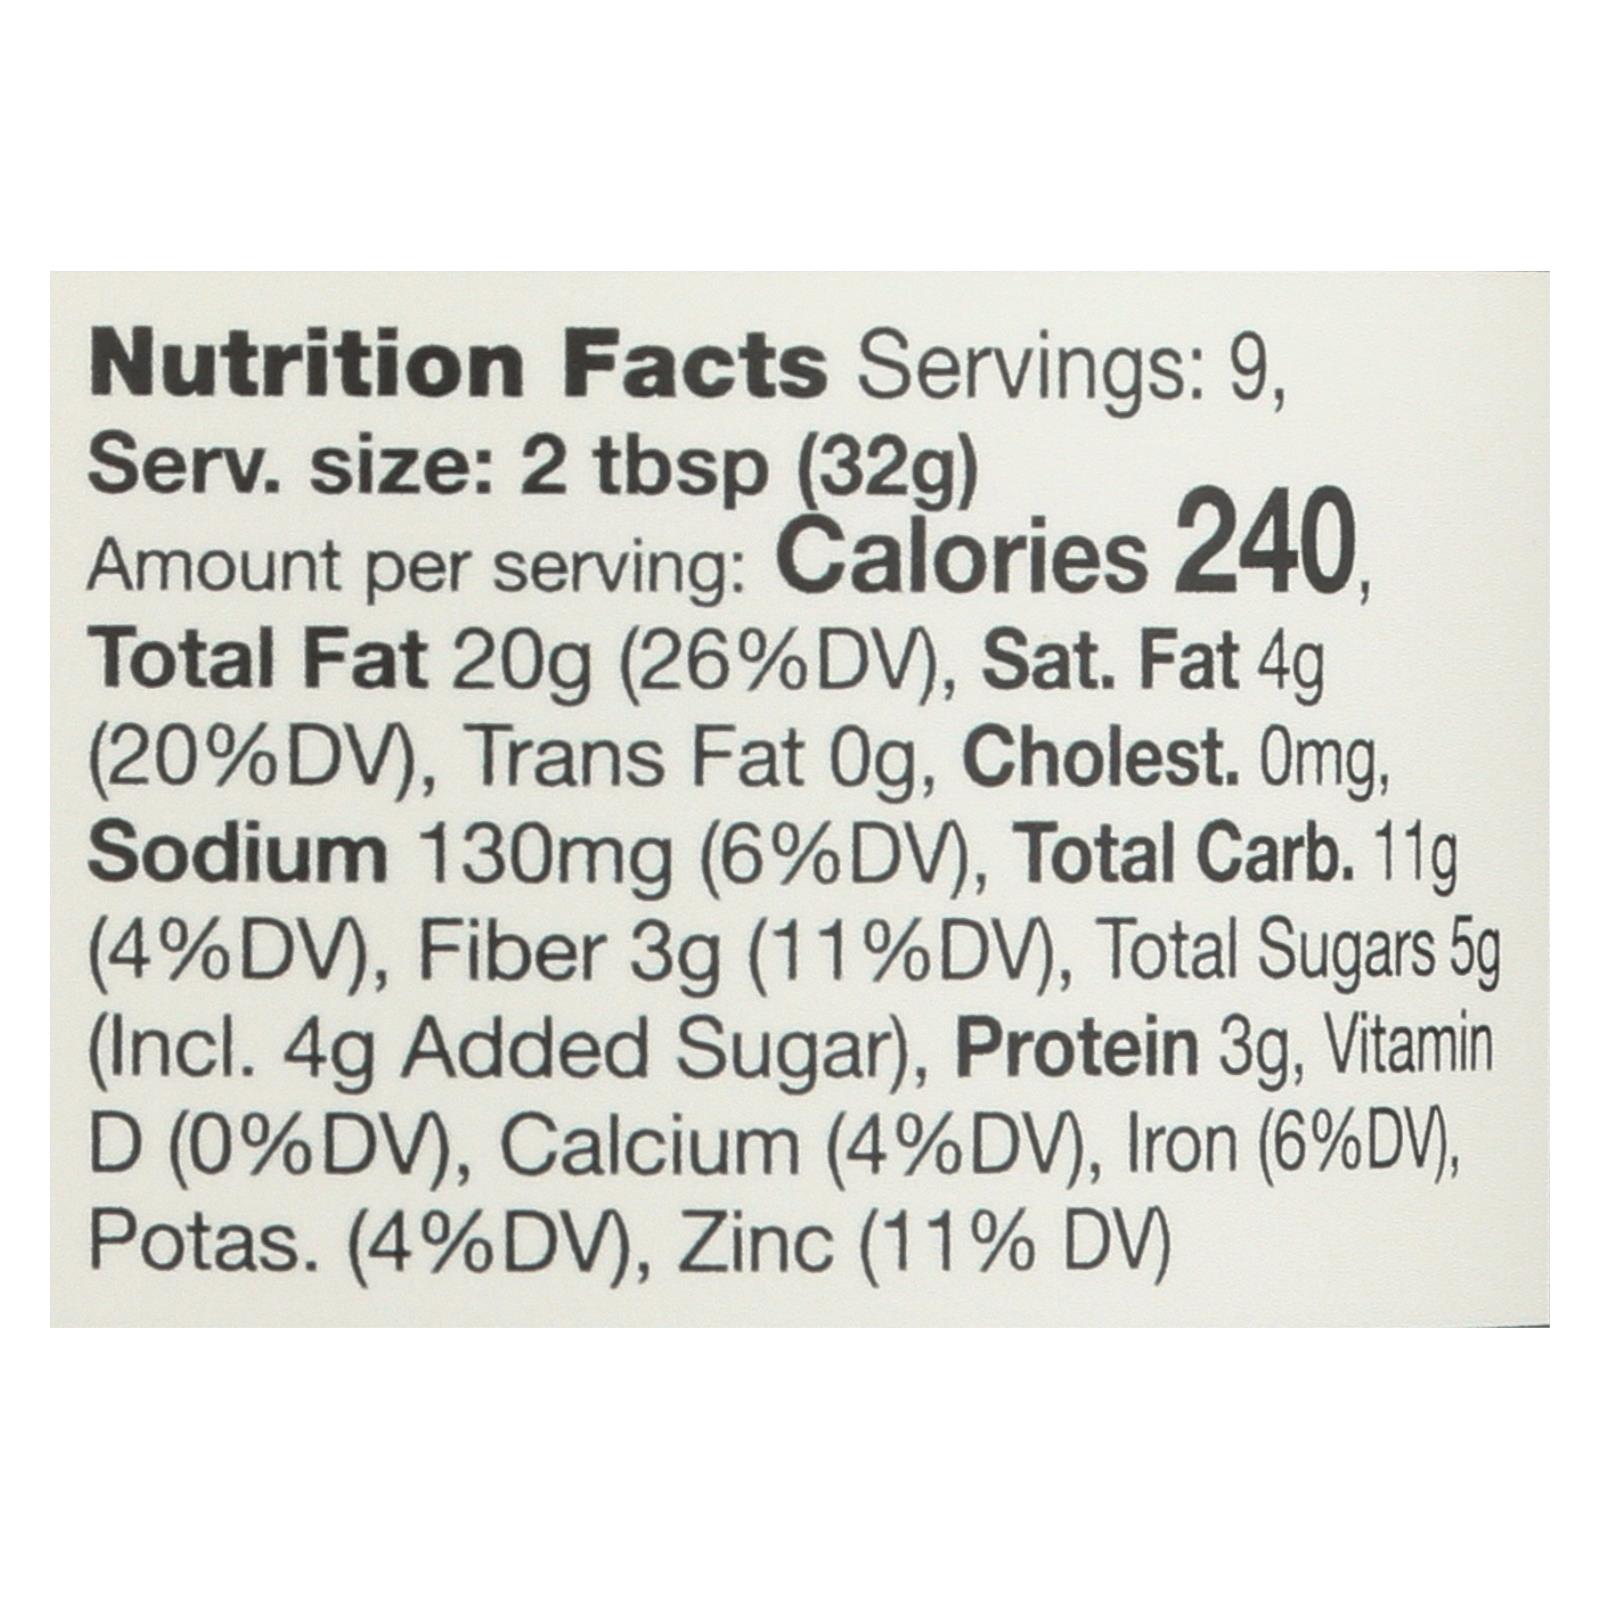 Nutrition Facts Servings: 9,
Serv. size: 2 tbsp (32g)
Amount per serving: Calories 240,
Total Fat 20g (26%DV), Sat. Fat 4g
(20%DV), Trans Fat 0g, Cholest. 0mg,
Sodium 130mg (6%DV), Total Carb. 11g
(4%DV), Fiber 3g (11%DV), Total Sugars 5g
(Incl. 4g Added Sugar), Protein 3g, Vitamin
D (0%DV), Calcium (4%DV), Iron (6%DV),
Potas. (4%DV), Zinc (11% DV)